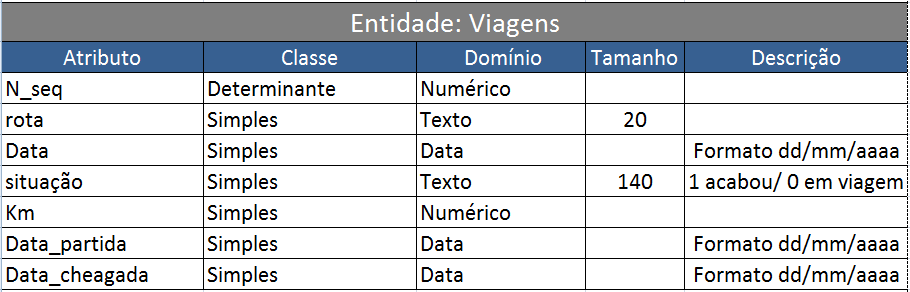 Entidade: Viagens
Atributo Classe Domínio Tamanho Descrição
N_seq Determinante Numérico
rota Simples Texto 20
Data Simples Data Formato dd/mm/aaaa
situação Simples Texto 140 1 acabou/ 0 em viagem
Km Simples Numérico
Data_partida Simples Data Formato dd/mm/aaaa
Data_cheagada Simples Data Formato dd/mm/aaaa